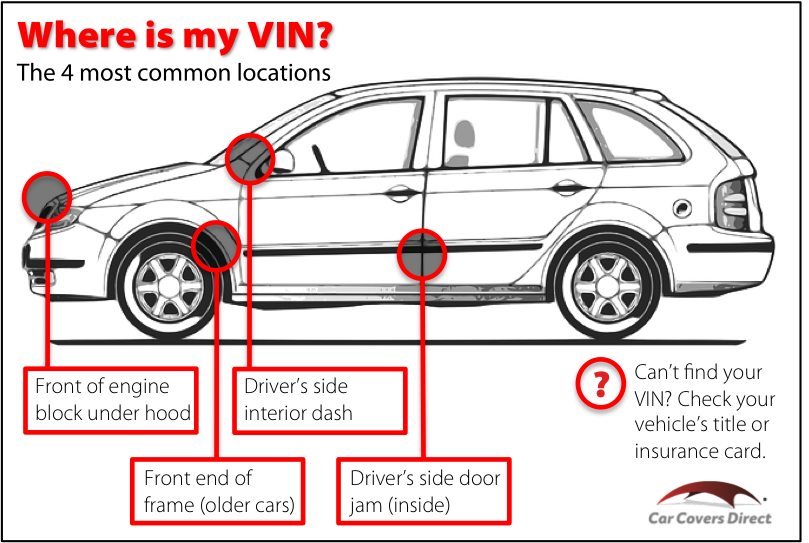 Where is my VIN?
The 4 most common locations
Front of engine
block under hood
Driver's side
interior dash
Front end of
frame (older cars)
Driver's side door
jam (inside)
?
Can't find your
VIN? Check your
vehicle's title or
insurance card.
Car Covers Direct